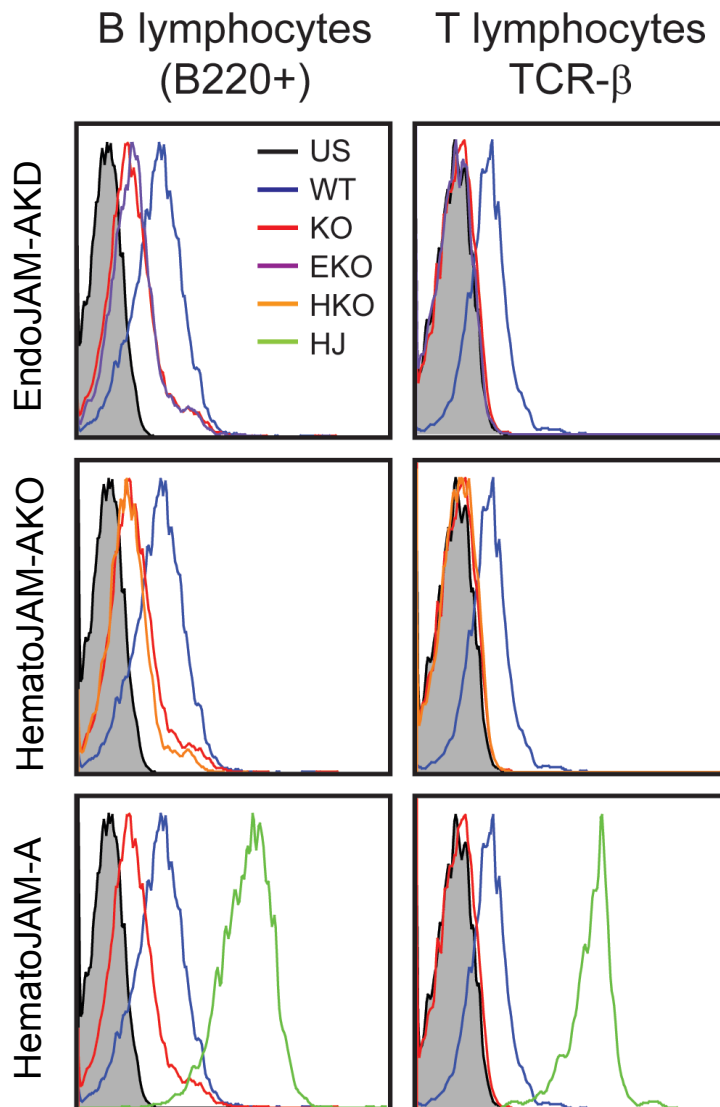 B lymphocytes
(B220+)
T lymphocytes
TCR-β
EndoJAM-AKD
US
WT
KO
EKO
HKO
HJ
HematoJAM-AKO
HematoJAM-A